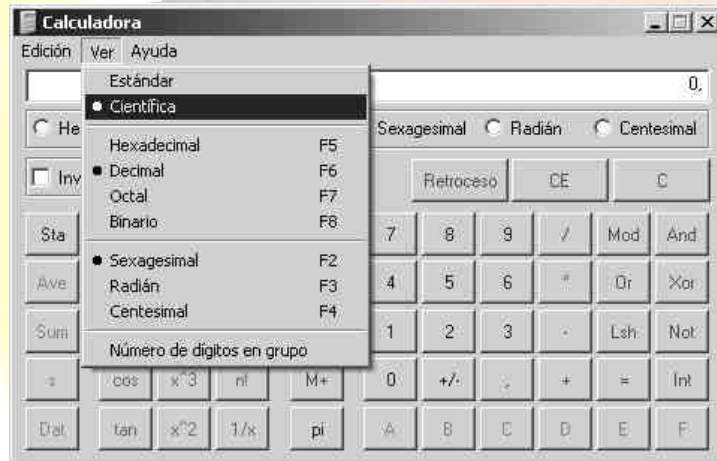 Calculadora
Edición Ver Ayuda
0,
Estándar
Científica
Hexadecimal F5
Decimal F6
Octal F7
Binario F8
Sexagesimal F2
Radián F3
Centesimal F4
Número de dígitos en grupo
He Sexagesimal Radián Centesimal
Inv Retroceso CE C
Sta 7 8 9 / Mod And
Ave 4 5 6 * Or Xor
Sum 1 2 3 - Lsh Not
s cos x^3 n! M+ 0 +/- , + = Int
Dat tan x^2 1/x pi A B C D E F